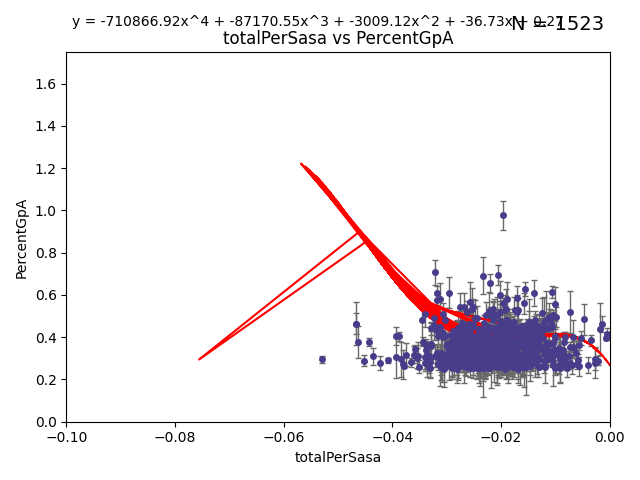 y = -710866.92x^4 + -87170.55x^3 + -3009.12x^2 + -36.73x + 0.27
N = 1523
totalPerSasa vs PercentGpA
PercentGpA
1.6
1.4
1.2
1.0
0.8
0.6
0.4
0.2
0.0
−0.10 −0.08 −0.06 −0.04 −0.02 0.00
totalPerSasa